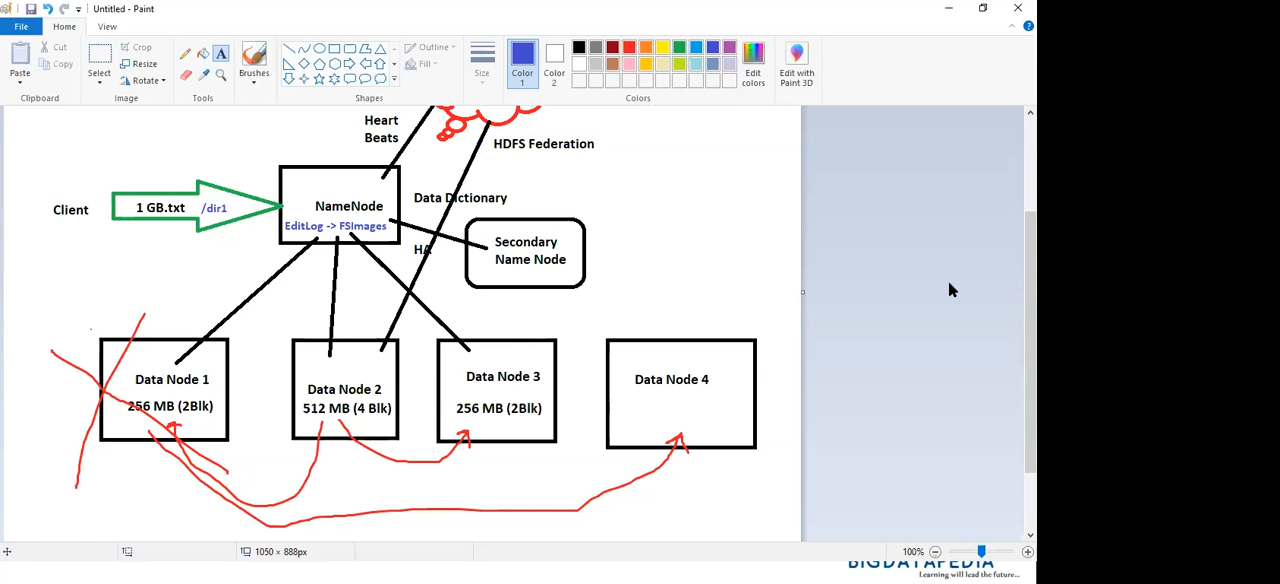 Untitled - Paint
File Home View
Paste
Cut
Copy
Clipboard
Select
Crop
Resize
Rotate
Image
A
Tools
Brushes
Shapes
Outline
Fill
Size
Color 1
Color 2
Edit colors
Edit with Paint 3D
Colors
Heart
Beats
HDFS Federation
Client
1 GB.txt /dir1
NameNode
EditLog -> FSImages
Data Dictionary
HA
Secondary
Name Node
Data Node 1
256 MB (2Blk)
Data Node 2
512 MB (4 Blk)
Data Node 3
256 MB (2Blk)
Data Node 4
1050 × 888px
100%
BIGDATAPEDIA
Learning will lead the future...